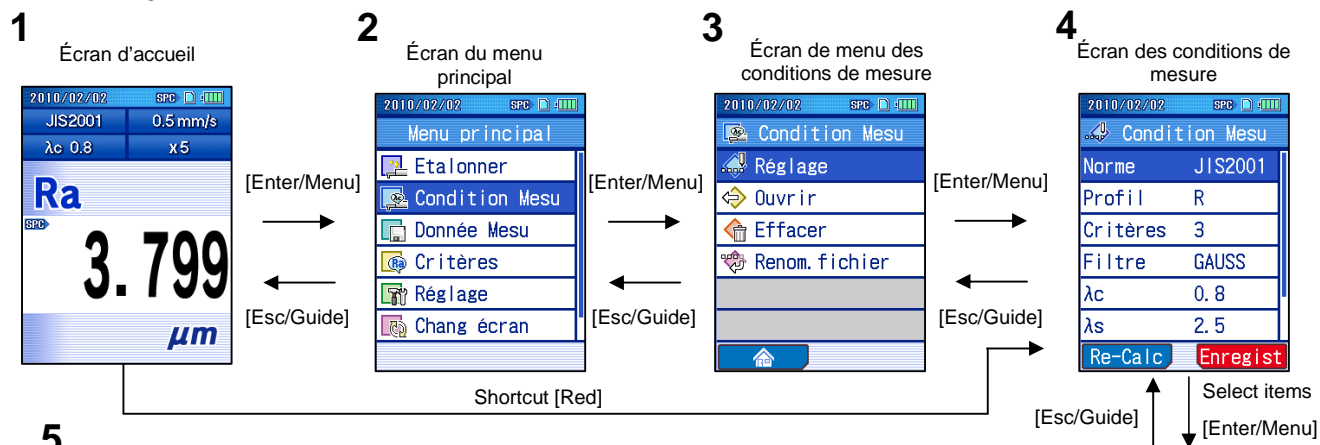 1
Écran d'accueil
2010/02/02 SPC
JIS2001 0.5 mm/s
λc 0.8 x5
Ra
SPC
3.799
µm
[Enter/Menu]
[Esc/Guide]
2
Écran du menu
principal
2010/02/02 SPC
Menu principal
Etalonner
Condition Mesu
Donnée Mesu
Ra Critères
Réglage
Chang écran
[Enter/Menu]
[Esc/Guide]
3
Écran de menu des
conditions de mesure
2010/02/02 SPC
Condition Mesu
Réglage
Ouvrir
Effacer
Renom.fichier
[Enter/Menu]
[Esc/Guide]
4
Écran des conditions de
mesure
2010/02/02 SPC
Condition Mesu
Norme JIS2001
Profil R
Critères 3
Filtre GAUSS
λc 0.8
λs 2.5
Re-Calc Enregist
Shortcut [Red]
[Esc/Guide]
Select items
[Enter/Menu]
5